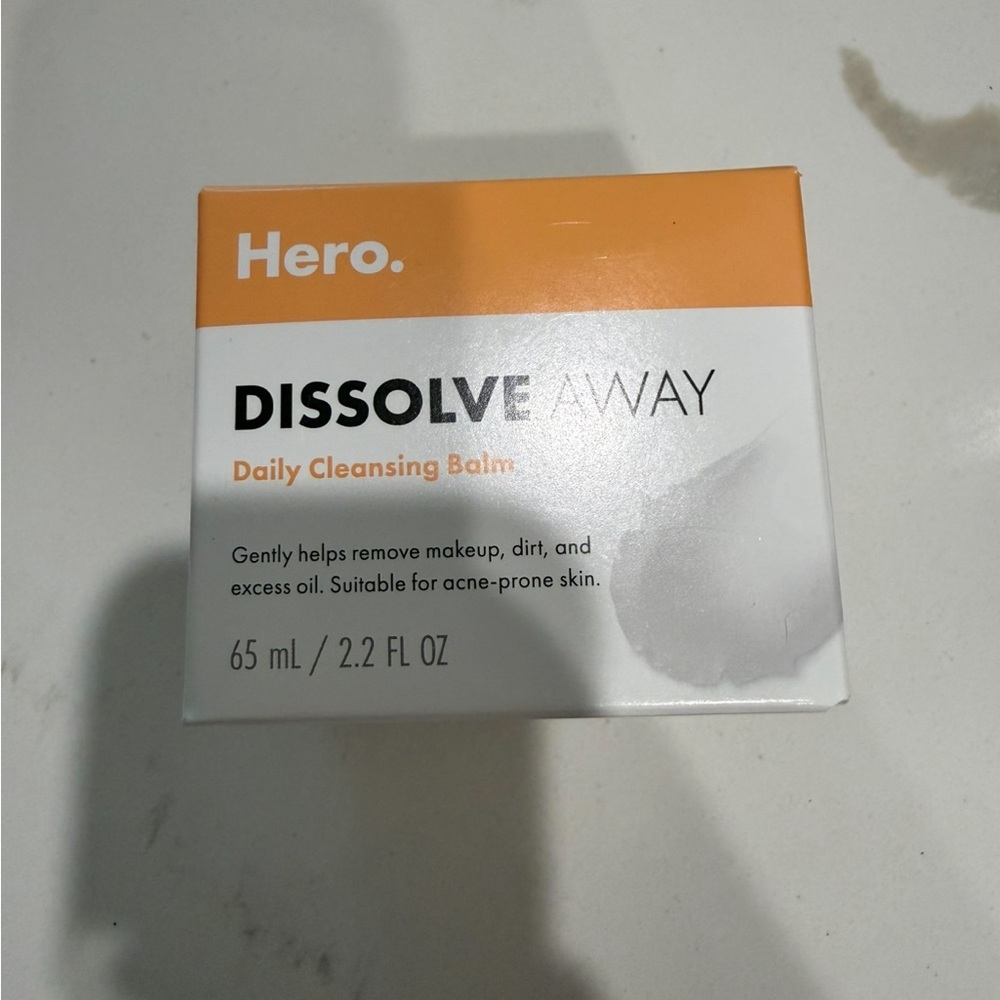 Hero.
DISSOLVE AWAY
Daily Cleansing Balm
Gently helps remove makeup, dirt, and
excess oil. Suitable for acne-prone skin.
65 mL / 2.2 FL OZ